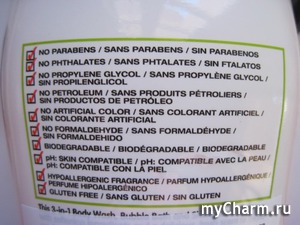 NO PARABENS / SANS PARABENS / SIN PARABENOS
NO PHTHALATES / SANS PHTALATES / SIN FTALATOS
NO PROPYLENE GLYCOL / SANS PROPYLÈNE GLYCOL /
SIN PROPILENGLICOL
NO PETROLEUM / SANS PRODUITS PÉTROLIERS /
SIN PRODUCTOS DE PETRÓLEO
NO ARTIFICIAL COLOR / SANS COLORANT ARTIFICIEL /
SIN COLORANTE ARTIFICIAL
NO FORMALDEHYDE / SANS FORMALDÉHYDE /
SIN FORMALDEHIDO
BIODEGRADABLE / BIODÉGRADABLE / BIODEGRADABLE
pH: SKIN COMPATIBLE / pH: COMPATIBLE AVEC LA PEAU /
pH: COMPATIBLE CON LA PIEL
HYPOALLERGENIC FRAGRANCE / PARFUM HYPOALLERGÉNIQUE /
PERFUME HIPOALERGÉNICO
GLUTEN FREE / SANS GLUTEN / SIN GLUTEN
This 3-in-1 Body Wash, Bubble Bath
myCharm.ru